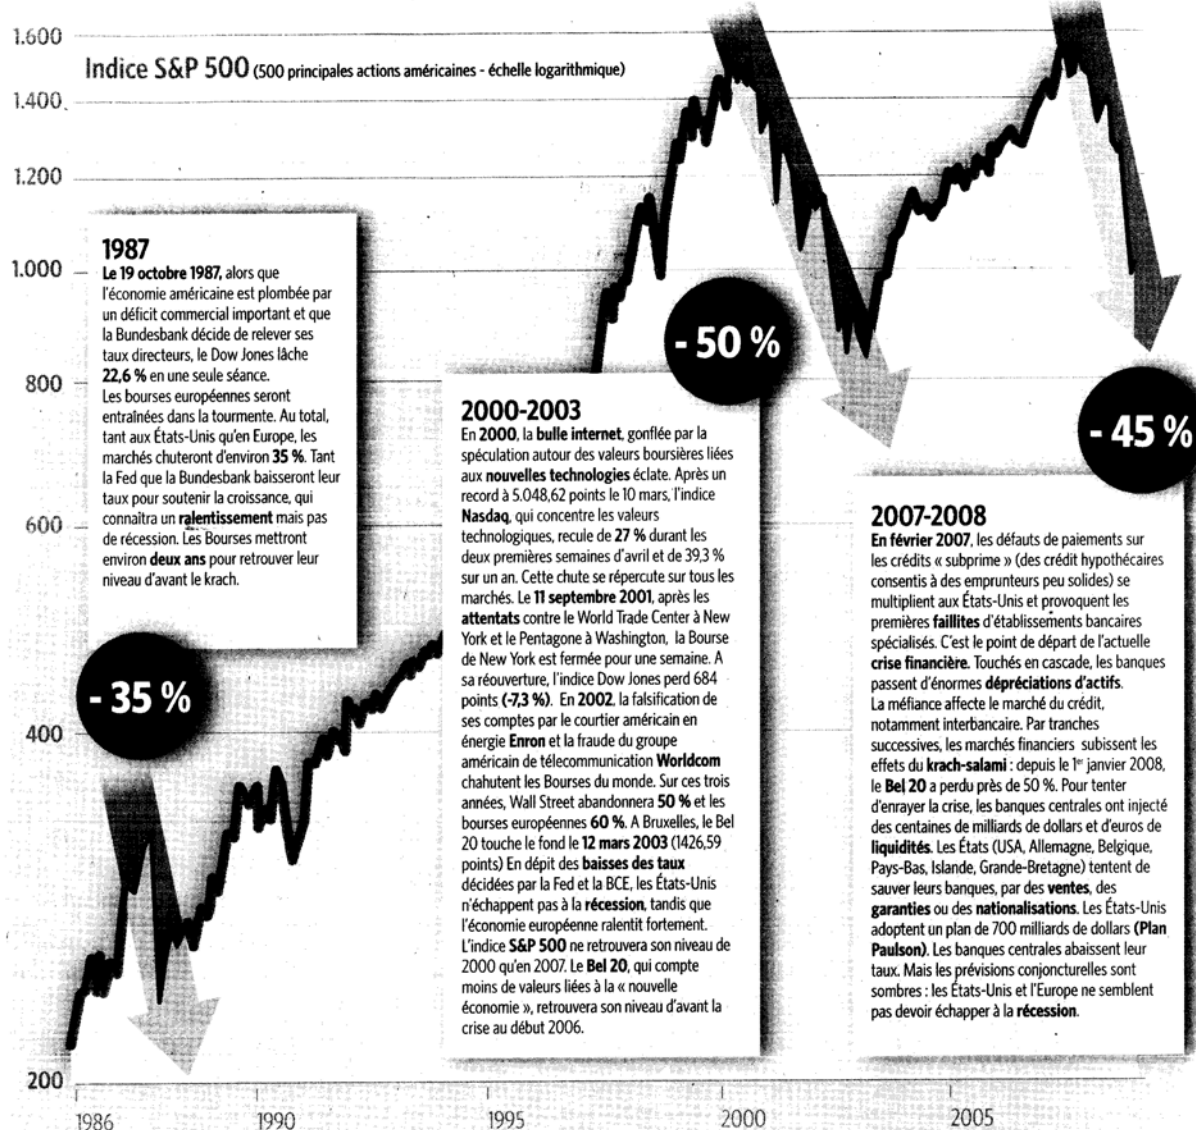 1.600
Indice S&P 500 (500 principales actions américaines - échelle logarithmique)
1.400
1.200
1.000
800
600
400
200
1987
Le 19 octobre 1987, alors que
l'économie américaine est plombée par
un déficit commercial important et que
la Bundesbank décide de relever ses
taux directeurs, le Dow Jones lâche
22,6 % en une seule séance.
Les bourses européennes seront
entraînées dans la tourmente. Au total,
tant aux États-Unis qu'en Europe, les
marchés chuteront d'environ 35 %. Tant
la Fed que la Bundesbank baisseront leur
taux pour soutenir la croissance, qui
connaîtra un ralentissement mais pas
de récession. Les Bourses mettront
environ deux ans pour retrouver leur
niveau d'avant le krach.
- 35 %
- 50 %
2000-2003
En 2000, la bulle internet, gonflée par la
spéculation autour des valeurs boursières liées
aux nouvelles technologies éclate. Après un
record à 5.048,62 points le 10 mars, l'indice
Nasdaq, qui concentre les valeurs
technologiques, recule de 27 % durant les
deux premières semaines d'avril et de 39,3 %
sur un an. Cette chute se répercute sur tous les
marchés. Le 11 septembre 2001, après les
attentats contre le World Trade Center à New
York et le Pentagone à Washington, la Bourse
de New York est fermée pour une semaine. A
sa réouverture, l'indice Dow Jones perd 684
points (-7,3 %). En 2002, la falsification de
ses comptes par le courtier américain en
énergie Enron et la fraude du groupe
américain de télécommunication Worldcom
chahutent les Bourses du monde. Sur ces trois
années, Wall Street abandonnera 50 % et les
bourses européennes 60 %. A Bruxelles, le Bel
20 touche le fond le 12 mars 2003 (1426,59
points) En dépit des baisses des taux
décidées par la Fed et la BCE, les États-Unis
n'échappent pas à la récession, tandis que
l'économie européenne ralentit fortement.
L'indice S&P 500 ne retrouvera son niveau de
2000 qu'en 2007. Le Bel 20, qui compte
moins de valeurs liées à la « nouvelle
économie », retrouvera son niveau d'avant la
crise au début 2006.
- 45 %
2007-2008
En février 2007, les défauts de paiements sur
les crédits « subprime » (des crédit hypothécaires
consentis à des emprunteurs peu solides) se
multiplient aux États-Unis et provoquent les
premières faillites d'établissements bancaires
spécialisés. C'est le point de départ de l'actuelle
crise financière. Touchés en cascade, les banques
passent d'énormes dépréciations d'actifs.
La méfiance affecte le marché du crédit,
notamment interbancaire. Par tranches
successives, les marchés financiers subissent les
effets du krach-salami : depuis le 1er janvier 2008,
le Bel 20 a perdu près de 50 %. Pour tenter
d'enrayer la crise, les banques centrales ont injecté
des centaines de milliards de dollars et d'euros de
liquidités. Les États (USA, Allemagne, Belgique,
Pays-Bas, Islande, Grande-Bretagne) tentent de
sauver leurs banques, par des ventes, des
garanties ou des nationalisations. Les États-Unis
adoptent un plan de 700 milliards de dollars (Plan
Paulson). Les banques centrales abaissent leur
taux. Mais les prévisions conjoncturelles sont
sombres : les États-Unis et l'Europe ne semblent
pas devoir échapper à la récession.
1986
1990
1995
2000
2005